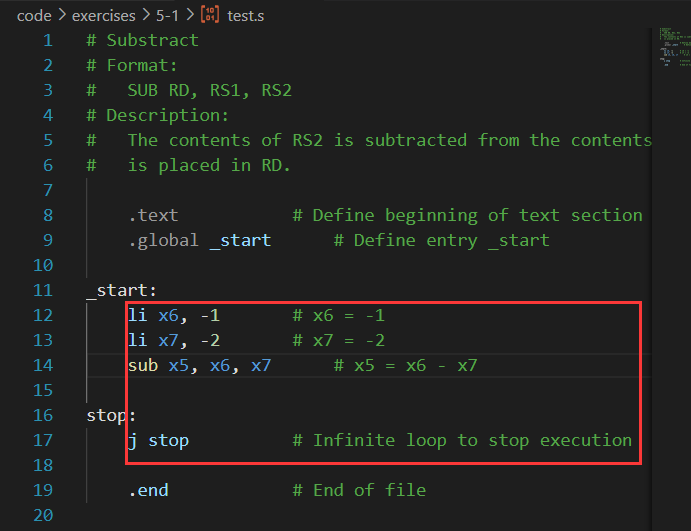 code > exercises > 5-1 > test.s
1 # Substract
2 # Format:
3 #   SUB RD, RS1, RS2
4 # Description:
5 #   The contents of RS2 is subtracted from the contents
6 #   is placed in RD.
7
8     .text           # Define beginning of text section
9     .global _start      # Define entry _start
10
11 _start:
12     li x6, -1       # x6 = -1
13     li x7, -2       # x7 = -2
14     sub x5, x6, x7      # x5 = x6 - x7
15
16 stop:
17     j stop          # Infinite loop to stop execution
18
19     .end            # End of file
20